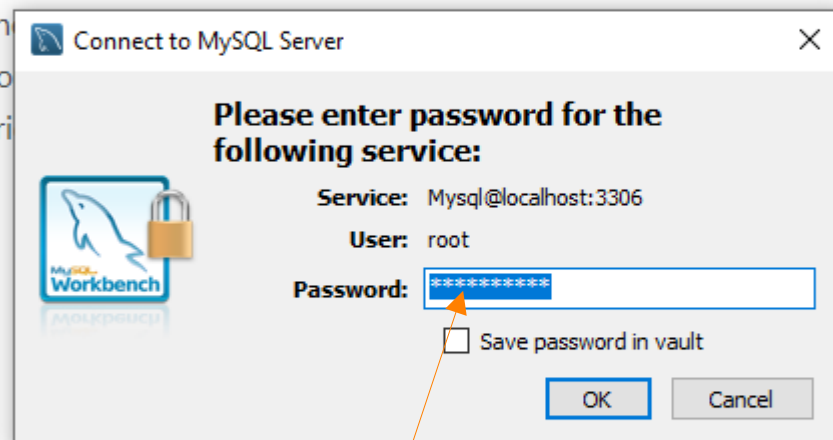 Connect to MySQL Server
Please enter password for the
following service:
Service: Mysql@localhost:3306
User: root
Password: **********
Save password in vault
OK Cancel
MySQL
Workbench